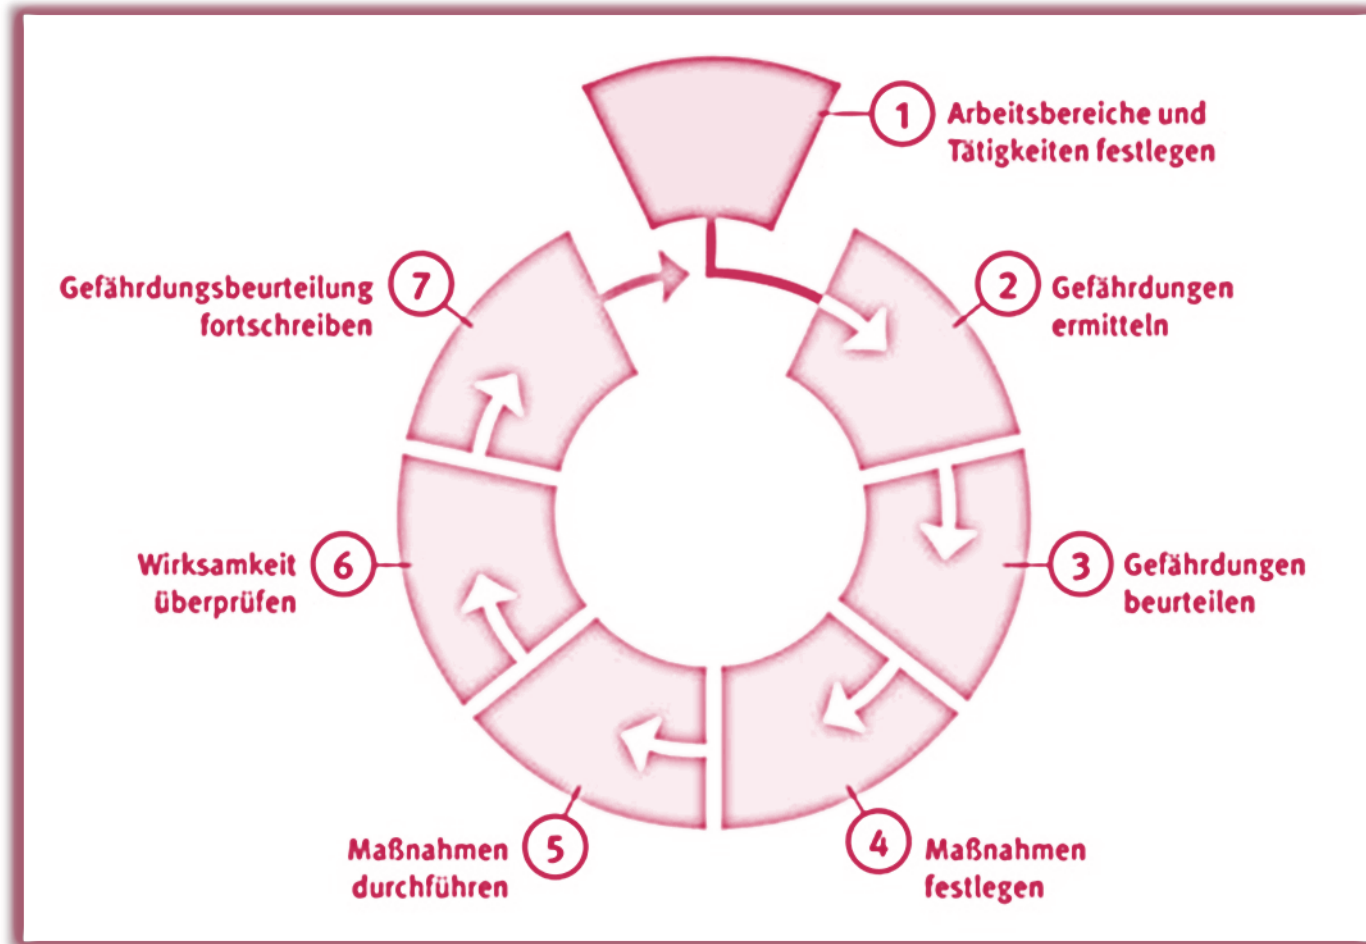 1
Arbeitsbereiche und
Tätigkeiten festlegen
2
Gefährdungen
ermitteln
3
Gefährdungen
beurteilen
4
Maßnahmen
festlegen
5
Maßnahmen
durchführen
6
Wirksamkeit
überprüfen
7
Gefährdungsbeurteilung
fortschreiben